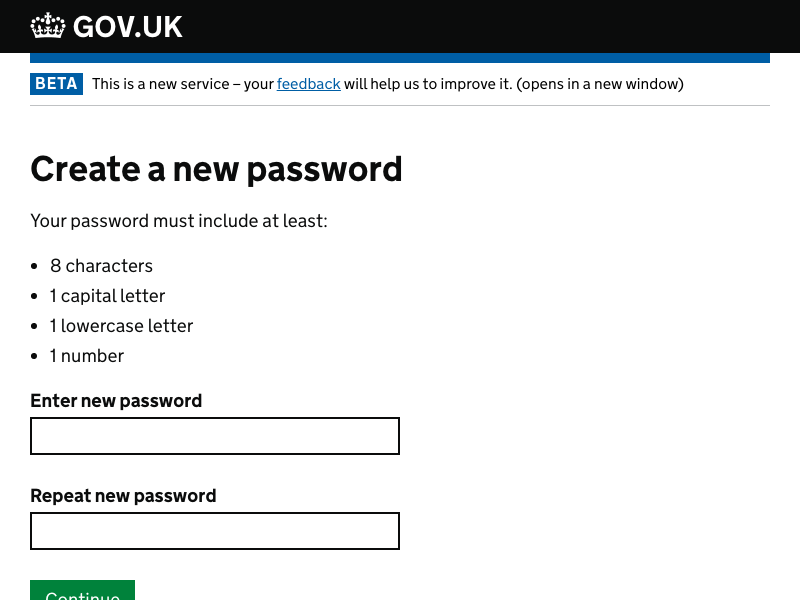 GOV.UK
BETA This is a new service – your feedback will help us to improve it. (opens in a new window)
Create a new password
Your password must include at least:
• 8 characters
• 1 capital letter
• 1 lowercase letter
• 1 number
Enter new password
Repeat new password
Continue